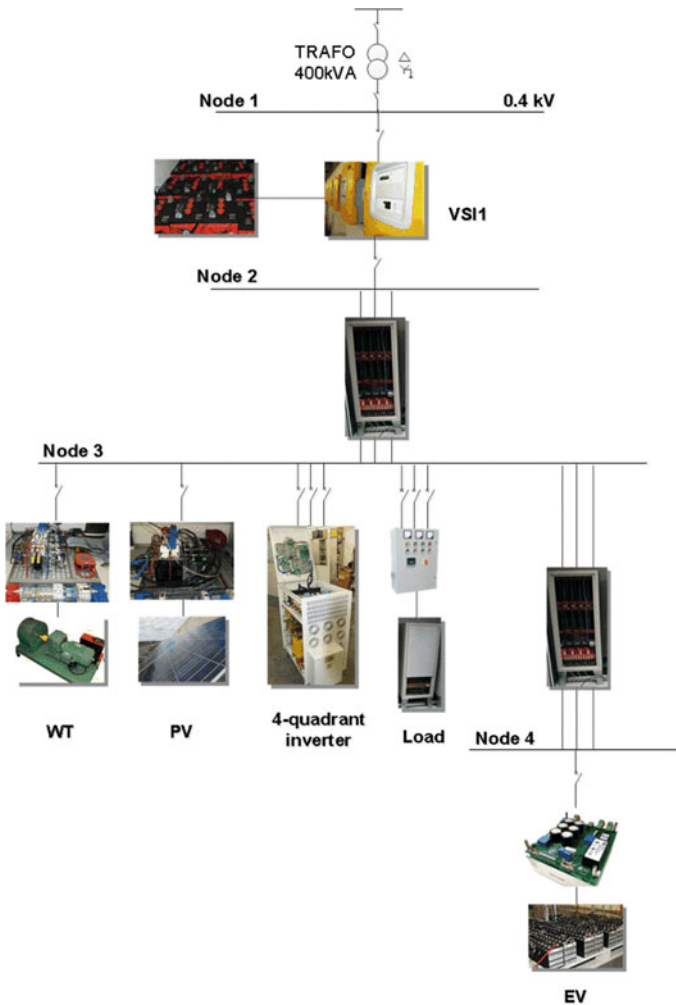 TRAFO
400kVA
Node 1
0.4 kV
VSI1
Node 2
Node 3
WT
PV
4-quadrant
inverter
Load
Node 4
EV